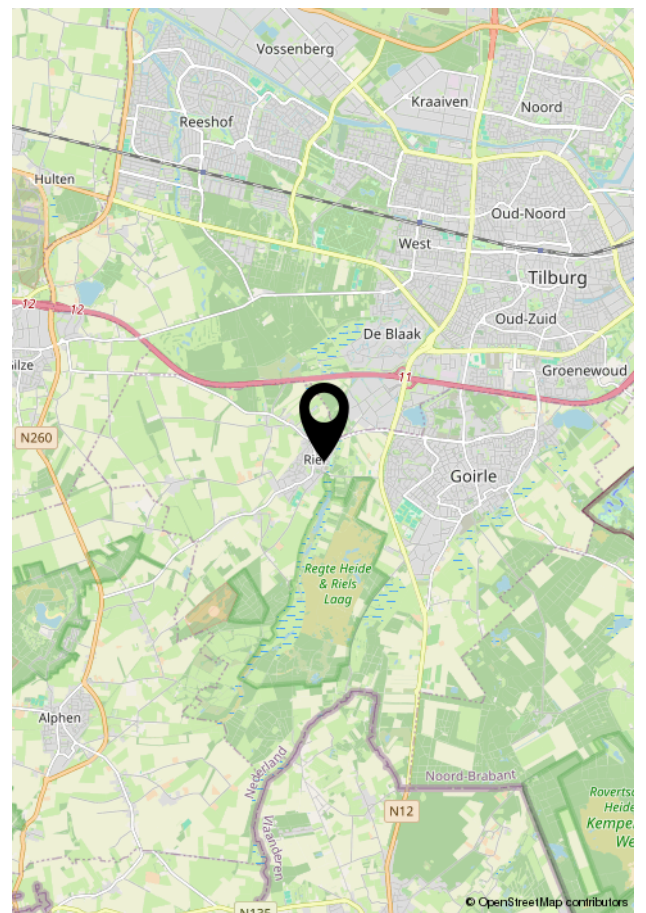 Vossenberg
Kraaiven
Noord
Reeshof
Hulten
Oud-Noord
West
Tilburg
12
12
Oud-Zuid
De Blaak
Groenewoud
11
N260
Goirle
Regte Heide
& Riels
Laag
Alphen
Nederland
Vlaanderen
Noord-Brabant
N12
© OpenStreetMap contributors